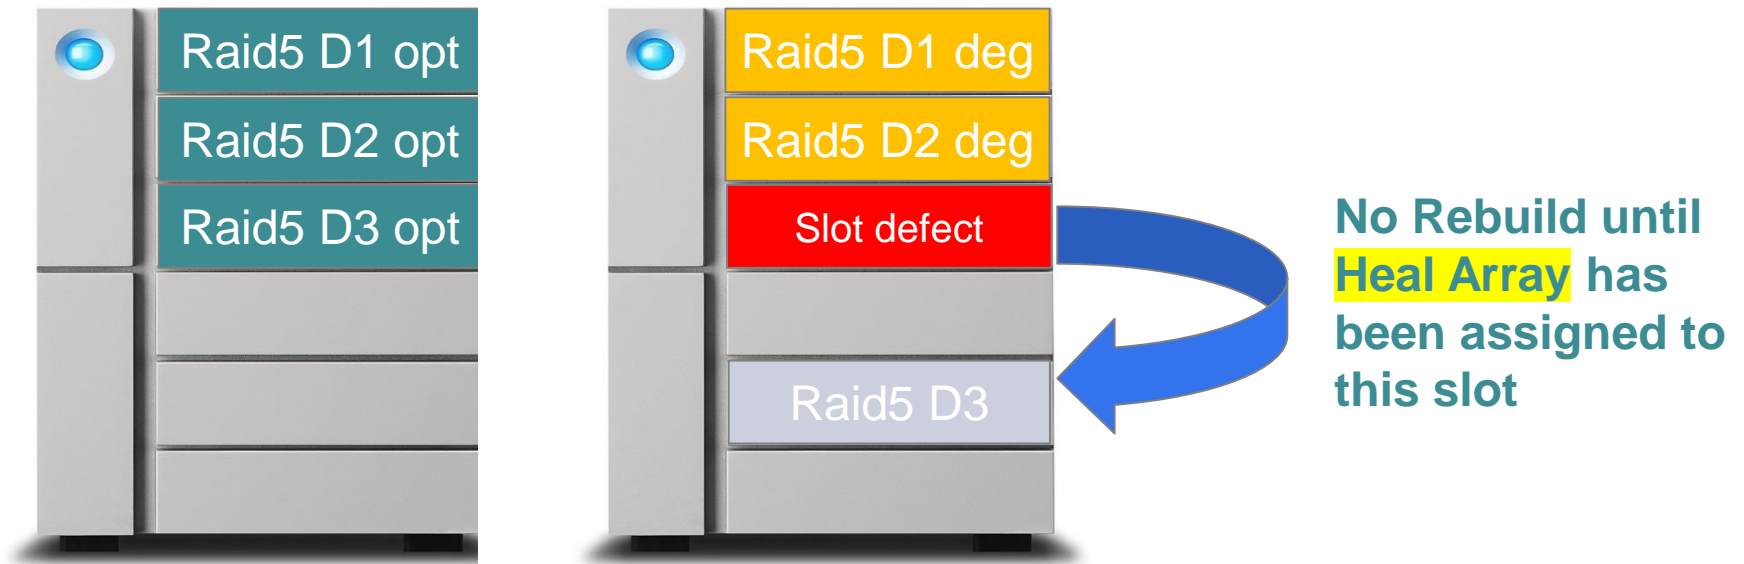 Raid5 D1 opt
Raid5 D2 opt
Raid5 D3 opt
Raid5 D1 deg
Raid5 D2 deg
Slot defect
Raid5 D3
No Rebuild until
Heal Array has
been assigned to
this slot